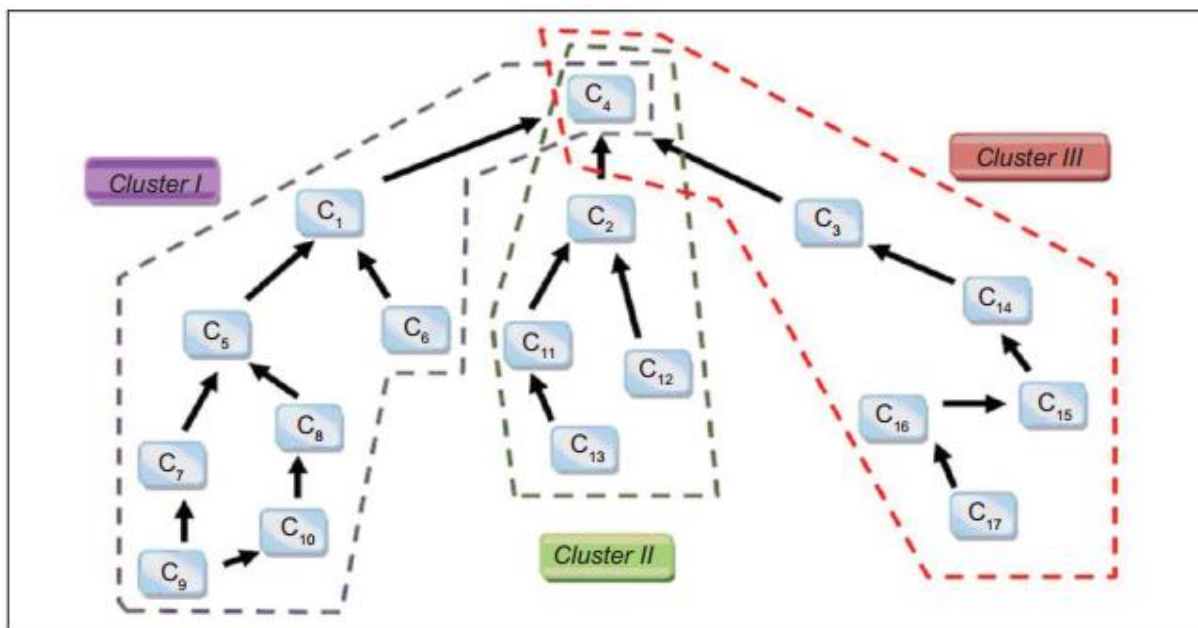 C4
Cluster I
Cluster III
C1
C2
C3
C14
C5
C6
C11
C12
C8
C16
C15
C7
C13
C10
C17
C9
Cluster II